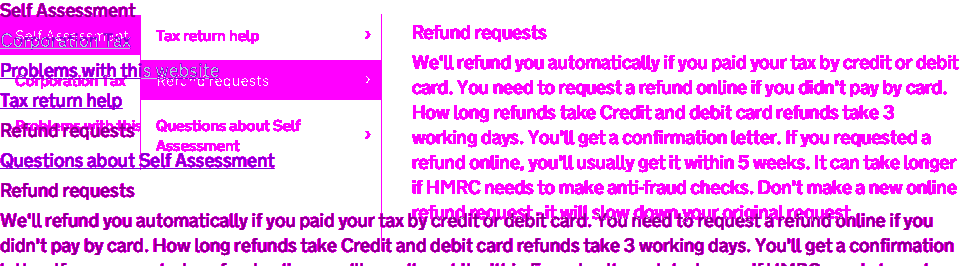 Self Assessment
Self Assessment
Corporation Tax
Problems with this website
Corporation Tax
Tax return help
Problems with this
Refund requests
Questions about Self Assessment
Refund requests
Tax return help
Refund requests
Questions about Self
Assessment
Refund requests
We'll refund you automatically if you paid your tax by credit or debit
card. You need to request a refund online if you didn't pay by card.
How long refunds take Credit and debit card refunds take 3
working days. You'll get a confirmation letter. If you requested a
refund online, you'll usually get it within 5 weeks. It can take longer
if HMRC needs to make anti-fraud checks. Don't make a new online
refund request, it will slow down your original request
We'll refund you automatically if you paid your tax by credit or debit card. You need to request a refund online if you
didn't pay by card. How long refunds take Credit and debit card refunds take 3 working days. You'll get a confirmation